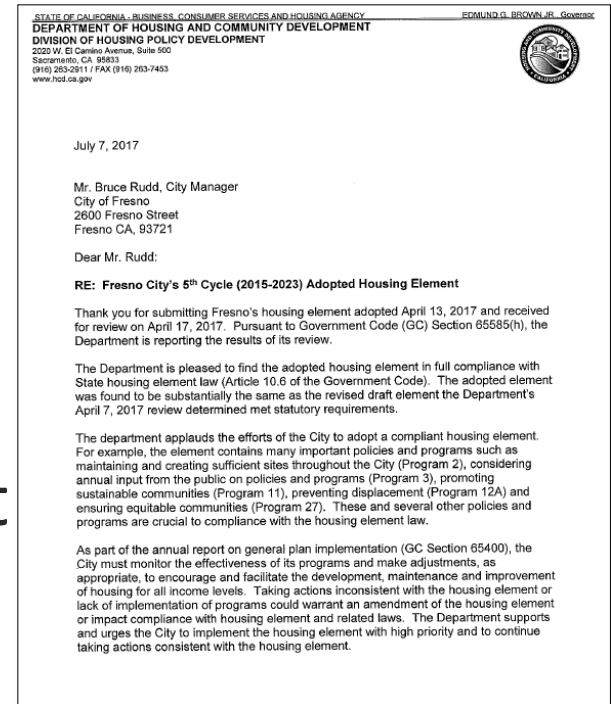 STATE OF CALIFORNIA - BUSINESS, CONSUMER SERVICES AND HOUSING AGENCY EDMUND G. BROWN JR., Governor
DEPARTMENT OF HOUSING AND COMMUNITY DEVELOPMENT
DIVISION OF HOUSING POLICY DEVELOPMENT
2020 W. El Camino Avenue, Suite 500
Sacramento, CA 95833
(916) 263-2911 / FAX (916) 263-7453
www.hcd.ca.gov
July 7, 2017
Mr. Bruce Rudd, City Manager
City of Fresno
2600 Fresno Street
Fresno CA, 93721
Dear Mr. Rudd:
RE: Fresno City's 5th Cycle (2015-2023) Adopted Housing Element
Thank you for submitting Fresno's housing element adopted April 13, 2017 and received
for review on April 17, 2017. Pursuant to Government Code (GC) Section 65585(h), the
Department is reporting the results of its review.
The Department is pleased to find the adopted housing element in full compliance with
State housing element law (Article 10.6 of the Government Code). The adopted element
was found to be substantially the same as the revised draft element the Department's
April 7, 2017 review determined met statutory requirements.
The department applauds the efforts of the City to adopt a compliant housing element.
For example, the element contains many important policies and programs such as
maintaining and creating sufficient sites throughout the City (Program 2), considering
annual input from the public on policies and programs (Program 3), promoting
sustainable communities (Program 11), preventing displacement (Program 12A) and
ensuring equitable communities (Program 27). These and several other policies and
programs are crucial to compliance with the housing element law.
t
As part of the annual report on general plan implementation (GC Section 65400), the
City must monitor the effectiveness of its programs and make adjustments, as
appropriate, to encourage and facilitate the development, maintenance and improvement
of housing for all income levels. Taking actions inconsistent with the housing element or
lack of implementation of programs could warrant an amendment of the housing element
or impact compliance with housing element and related laws. The Department supports
and urges the City to implement the housing element with high priority and to continue
taking actions consistent with the housing element.